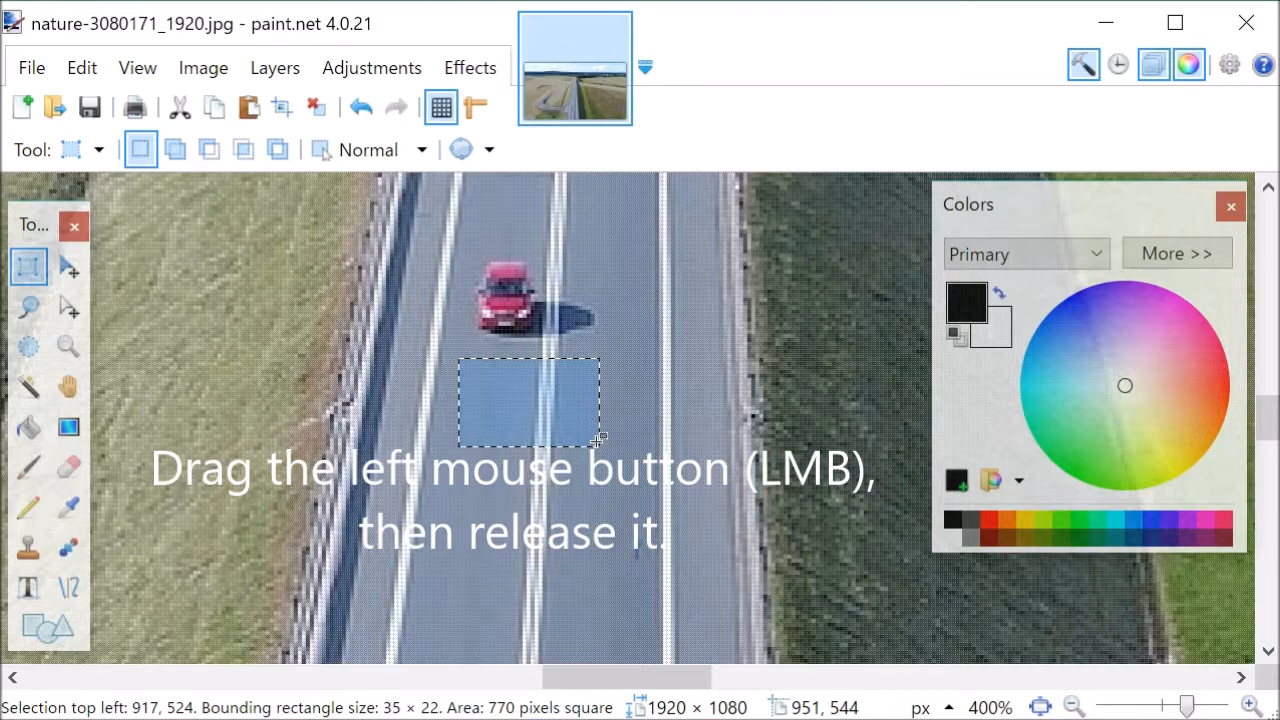 nature-3080171_1920.jpg - paint.net 4.0.21
File Edit View Image Layers Adjustments Effects
Tool: Normal
To...
Colors
Primary More >>
Drag the left mouse button (LMB),
then release it.
Selection top left: 917, 524. Bounding rectangle size: 35 × 22. Area: 770 pixels square 1920 × 1080 951, 544 px 400%